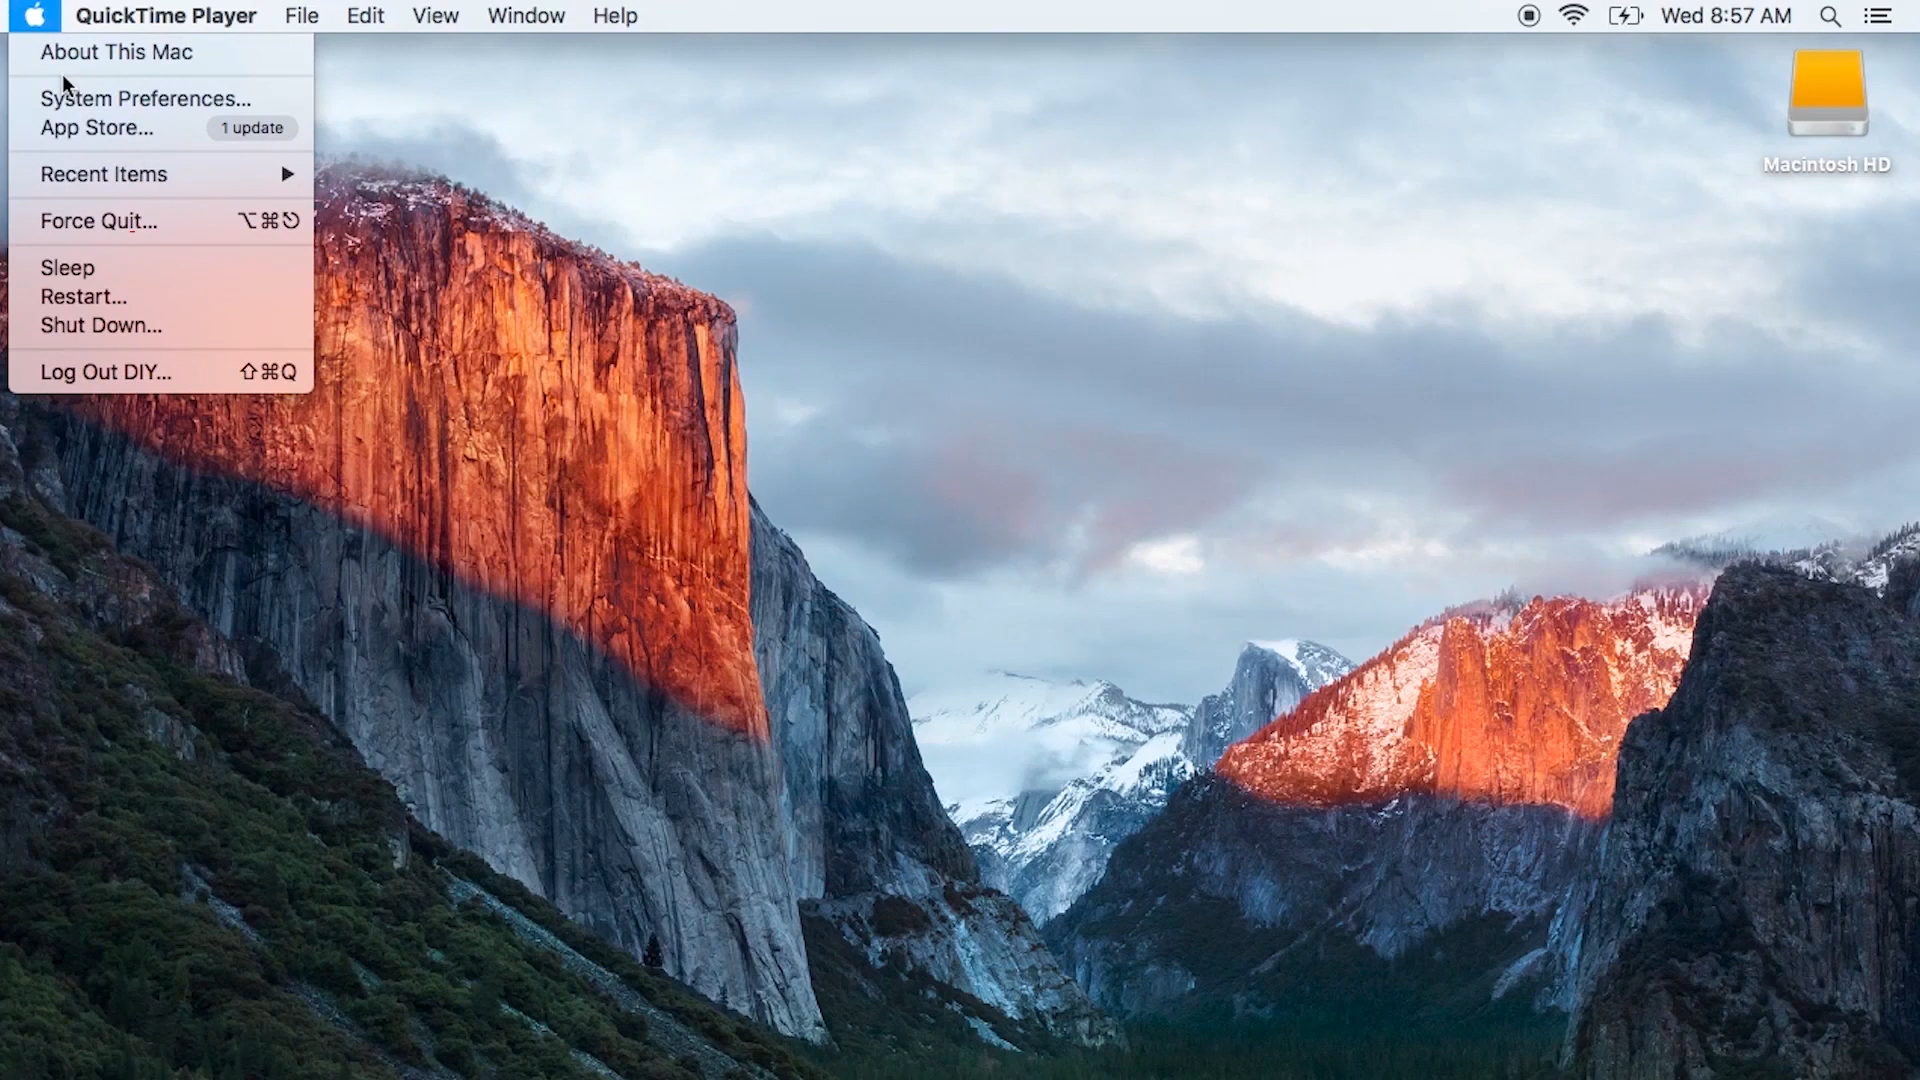 QuickTime Player File Edit View Window Help Wed 8:57 AM
About This Mac
System Preferences...
App Store... 1 update
Recent Items
Force Quit... ⌥⌘⎋
Sleep
Restart...
Shut Down...
Log Out DIY... ⇧⌘Q
Macintosh HD